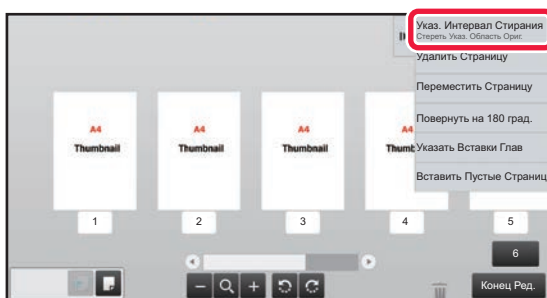 Указ. Интервал Стирания
Стереть Указ. Область Ориг.
Удалить Страницу
Переместить Страницу
Повернуть на 180 град.
Указать Вставки Глав
Вставить Пустые Страниц
A4
Thumbnail
A4
Thumbnail
A4
Thumbnail
A4
Thumb
1
2
3
4
5
6
Конец Ред.